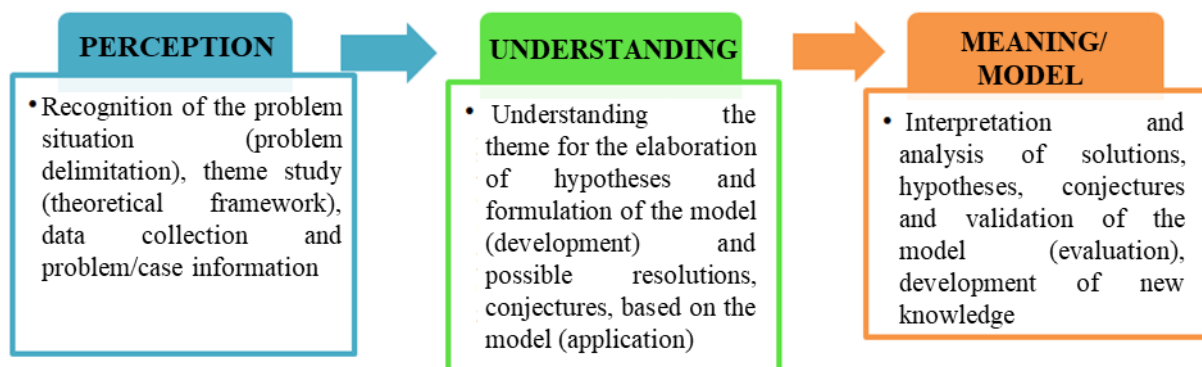 PERCEPTION
• Recognition of the problem
situation (problem
delimitation), theme study
(theoretical framework),
data collection and
problem/case information
UNDERSTANDING
• Understanding the
theme for the elaboration
of hypotheses and
formulation of the model
(development) and
possible resolutions,
conjectures, based on the
model (application)
MEANING/
MODEL
• Interpretation and
analysis of solutions,
hypotheses, conjectures
and validation of the
model (evaluation),
development of new
knowledge